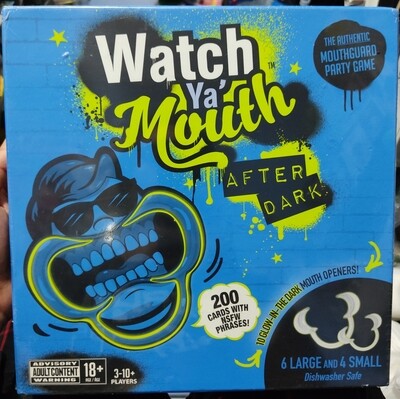 Watch
Ya'
Mouth™
THE AUTHENTIC
MOUTHGUARD
PARTY GAME
AFTER
DARK
200
CARDS WITH
NSFW
PHRASES!
10 GLOW-IN-THE-DARK MOUTH OPENERS!
6 LARGE AND 4 SMALL
Dishwasher Safe
ADVISORY
ADULT CONTENT
WARNING
18+
3-10+
PLAYERS